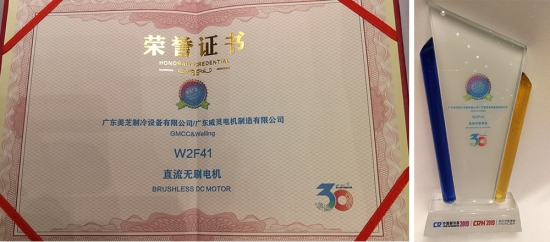 荣誉证书
HONORARY CREDENTIAL
广东美芝制冷设备有限公司/广东威灵电机制造有限公司
GMCC&Welling
W2F41
直流无刷电机
BRUSHLESS DC MOTOR
30
W2F41
30
CR
2019
CRH 2019